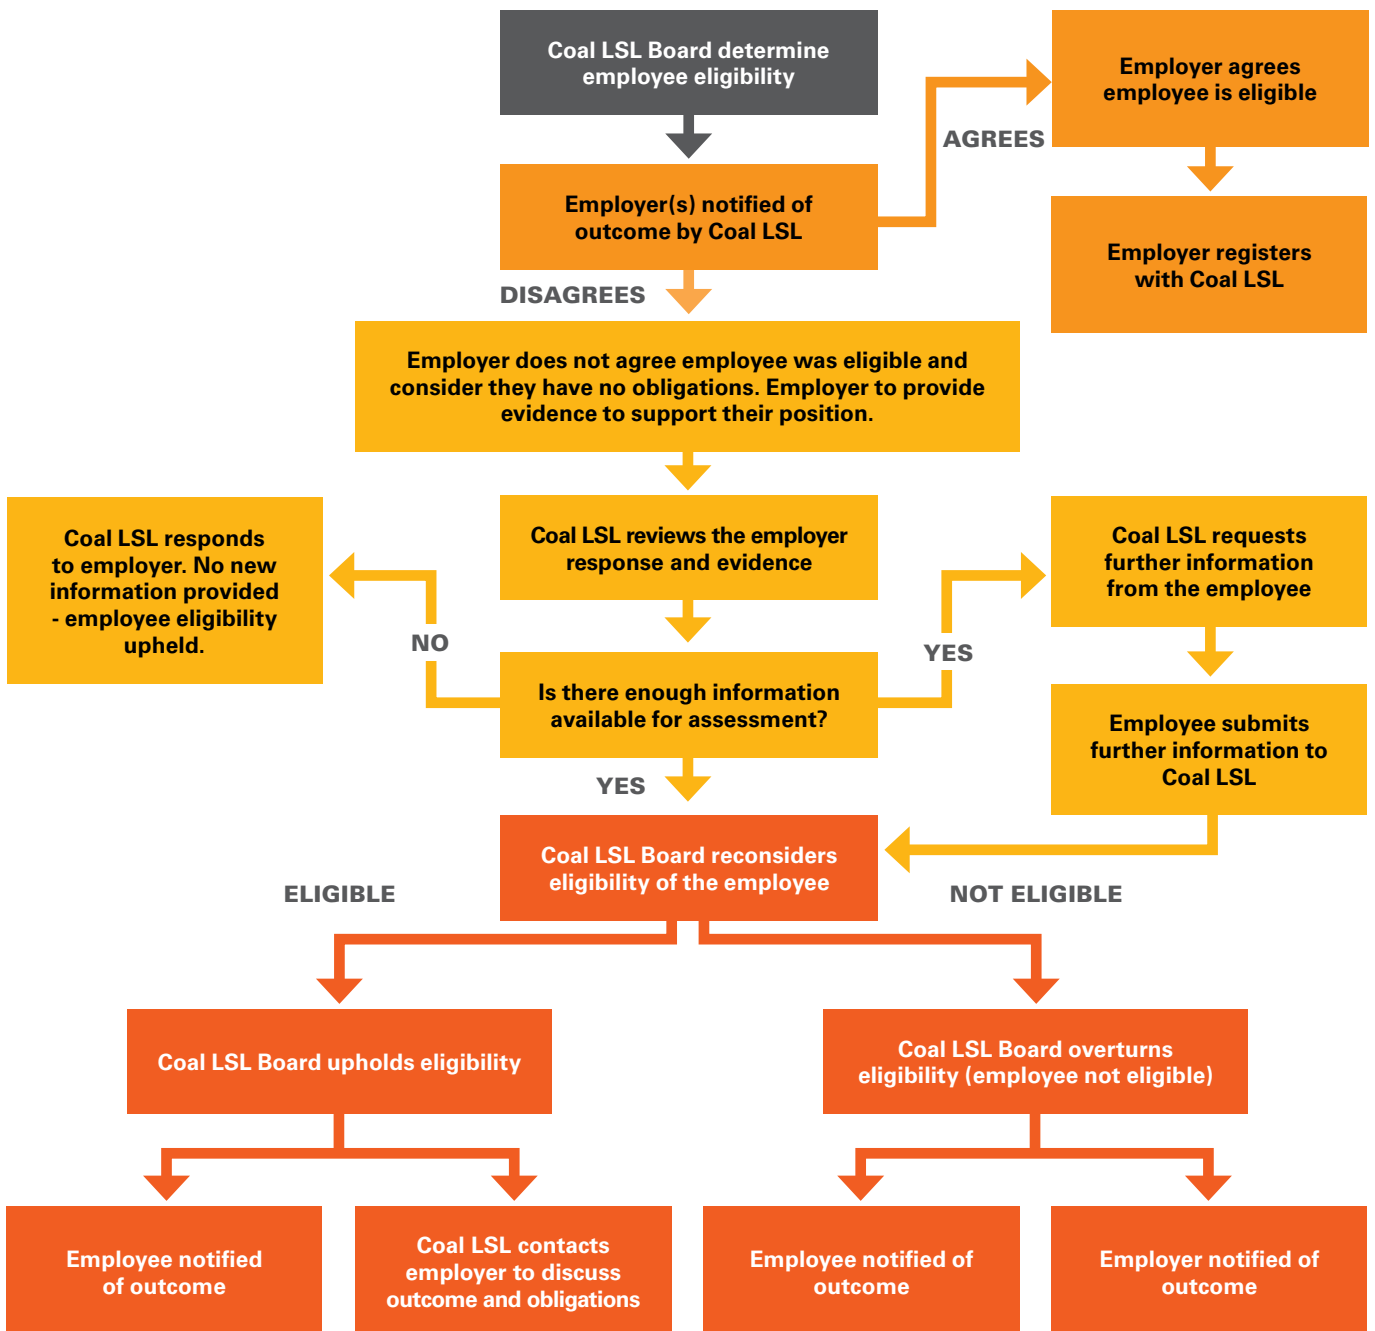 Coal LSL Board determine
employee eligibility
Employer agrees
employee is eligible
AGREES
Employer(s) notified of
outcome by Coal LSL
Employer registers
with Coal LSL
DISAGREES
Employer does not agree employee was eligible and
consider they have no obligations. Employer to provide
evidence to support their position.
Coal LSL responds
to employer. No new
information provided
- employee eligibility
upheld.
Coal LSL reviews the employer
response and evidence
Coal LSL requests
further information
from the employee
NO
YES
Is there enough information
available for assessment?
Employee submits
further information to
Coal LSL
YES
Coal LSL Board reconsiders
eligibility of the employee
ELIGIBLE
NOT ELIGIBLE
Coal LSL Board upholds eligibility
Coal LSL Board overturns
eligibility (employee not eligible)
Employee notified
of outcome
Coal LSL contacts
employer to discuss
outcome and obligations
Employee notified of
outcome
Employer notified of
outcome